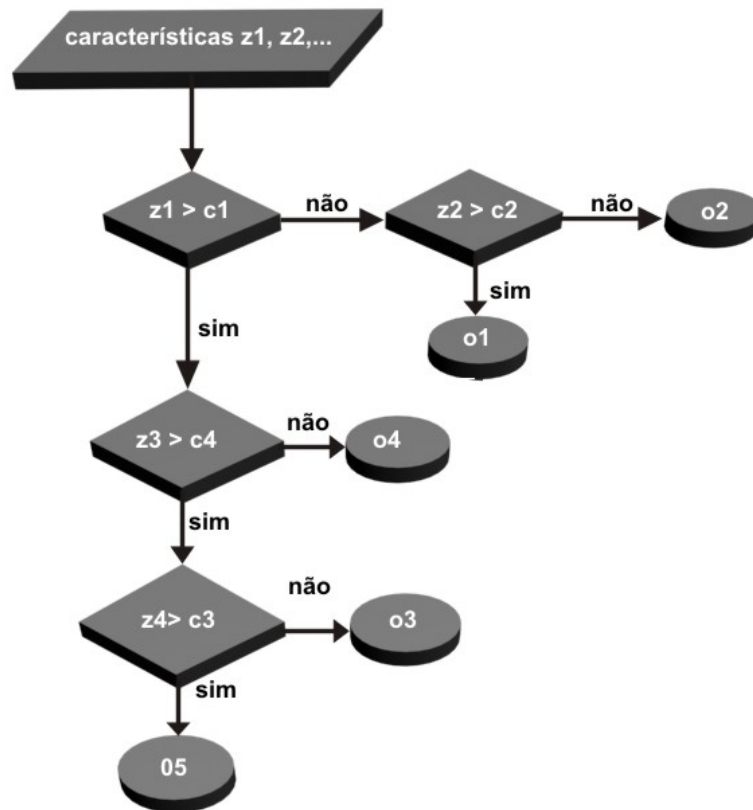 característícas z1, z2,...
z1 > c1
não
z2 > c2
não
o2
sim
o1
sim
z3 > c4
não
o4
sim
z4> c3
não
o3
sim
05